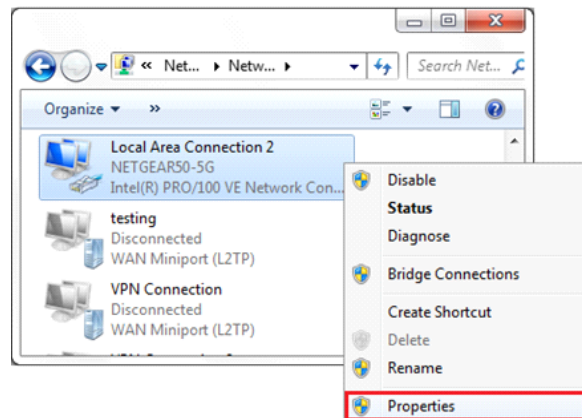 « Net... Netw...
Search Net...
Organize »
Local Area Connection 2
NETGEAR50-5G
Intel(R) PRO/100 VE Network Con...
testing
Disconnected
WAN Miniport (L2TP)
VPN Connection
Disconnected
WAN Miniport (L2TP)
Disable
Status
Diagnose
Bridge Connections
Create Shortcut
Delete
Rename
Properties